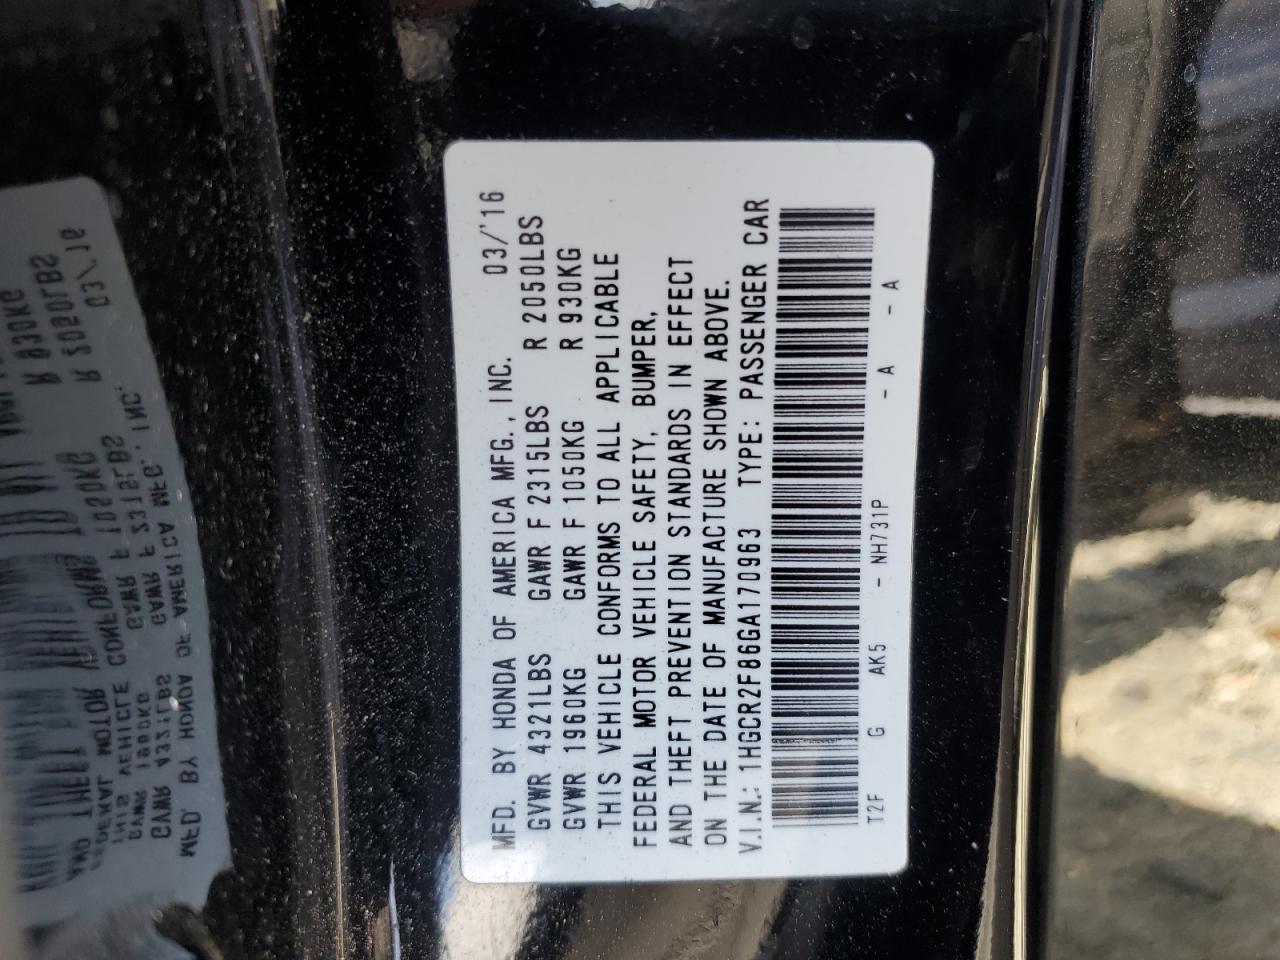 MFD. BY HONDA OF AMERICA MFG., INC. 03/'16
GVWR 4321LBS GAWR F 2315LBS R 2050LBS
GVWR 1960KG GAWR F 1050KG R 930KG
THIS VEHICLE CONFORMS TO ALL APPLICABLE
FEDERAL MOTOR VEHICLE SAFETY, BUMPER,
AND THEFT PREVENTION STANDARDS IN EFFECT
ON THE DATE OF MANUFACTURE SHOWN ABOVE.
V.I.N.: 1HGCR2F86GA170963 TYPE: PASSENGER CAR
T2F G AK5 - NH731P - A - A